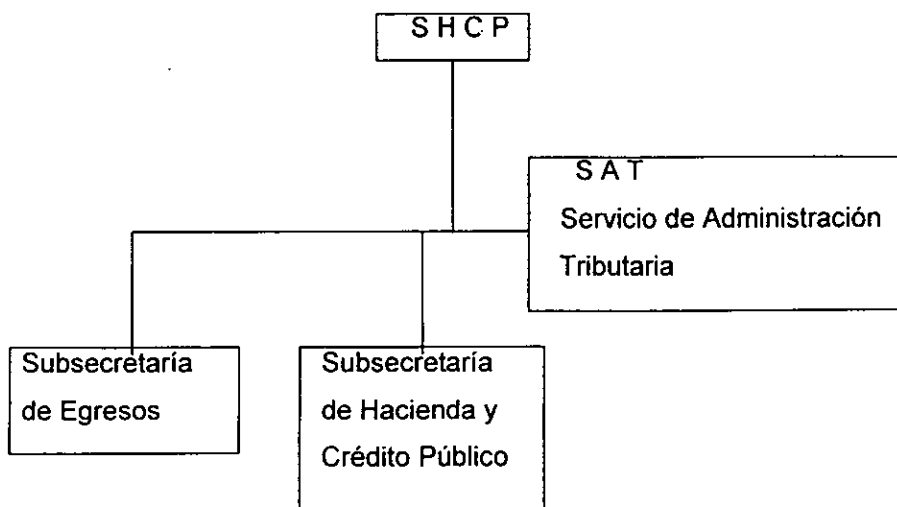 S H C P
S A T
Servicio de Administración
Tributaria
Subsecretaría
de Egresos
Subsecretaría
de Hacienda y
Crédito Público